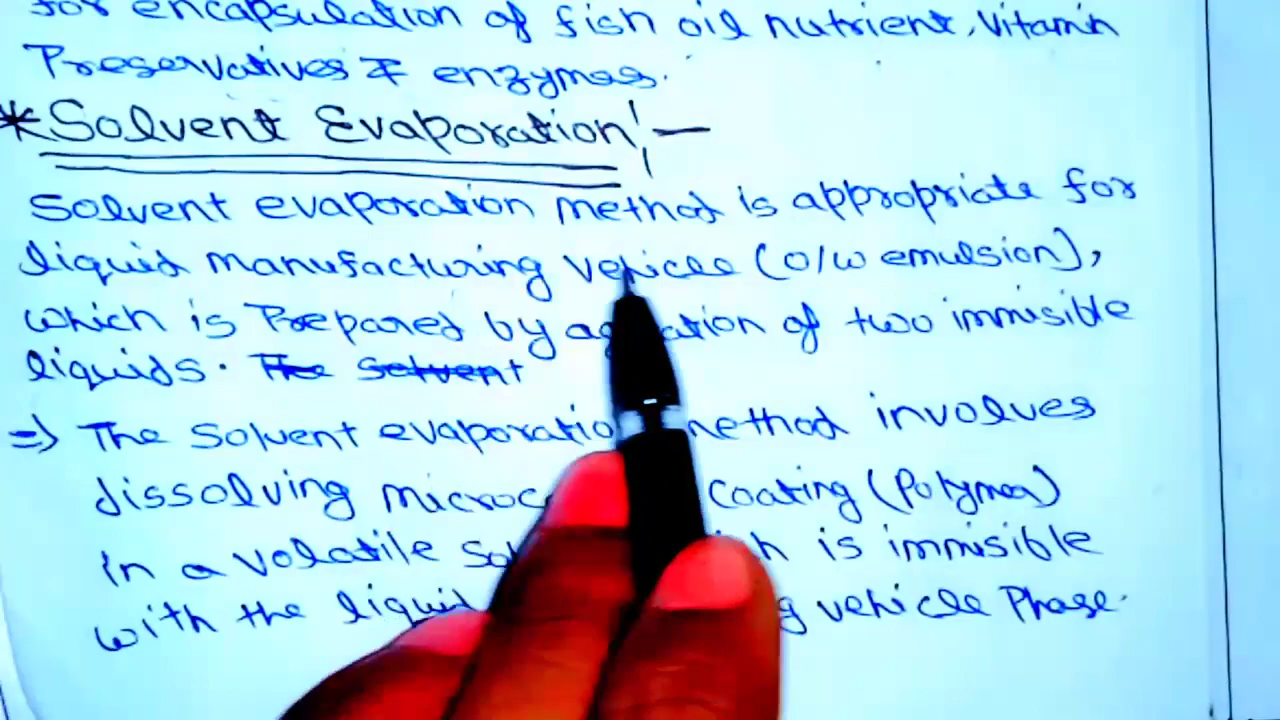 for encapsulation of fish oil nutrient, Vitamin
Preservatives & enzymes.
*Solvent Evaporation:-
Solvent evaporation method is appropriate for
liquid manufacturing vehicle (O/W emulsion),
which is Prepared by of two immisible
liquids. The Solvent
=> The Solvent evaporation method involves
dissolving coating (Polymer)
in a volatile is immisible
with the liquid vehicle Phase.